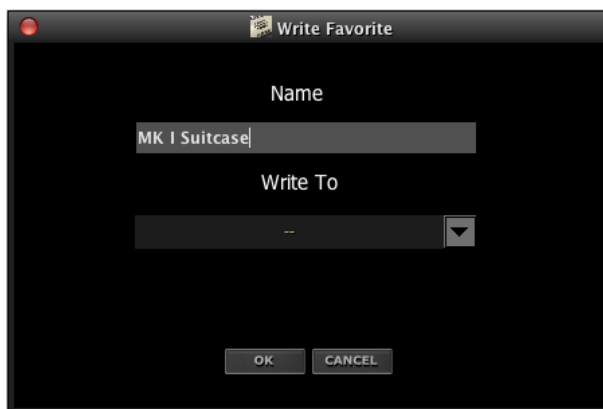 Write Favorite
Name
MK I Suitcase
Write To
--
OK CANCEL